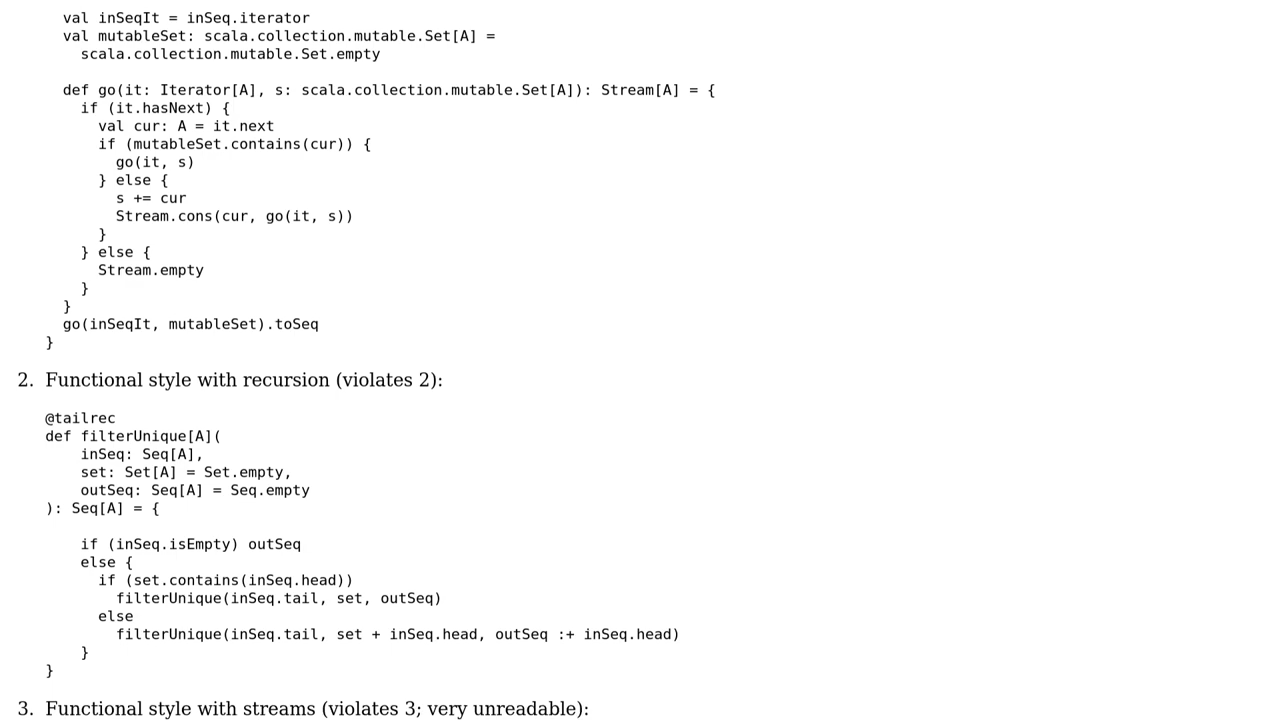 val inSeqIt = inSeq.iterator
val mutableSet: scala.collection.mutable.Set[A] =
scala.collection.mutable.Set.empty
def go(it: Iterator[A], s: scala.collection.mutable.Set[A]): Stream[A] = {
if (it.hasNext) {
val cur: A = it.next
if (mutableSet.contains(cur)) {
go(it, s)
} else {
s += cur
Stream.cons(cur, go(it, s))
}
} else {
Stream.empty
}
}
go(inSeqIt, mutableSet).toSeq
}
2. Functional style with recursion (violates 2):
@tailrec
def filterUnique[A](
inSeq: Seq[A],
set: Set[A] = Set.empty,
outSeq: Seq[A] = Seq.empty
): Seq[A] = {
if (inSeq.isEmpty) outSeq
else {
if (set.contains(inSeq.head))
filterUnique(inSeq.tail, set, outSeq)
else
filterUnique(inSeq.tail, set + inSeq.head, outSeq :+ inSeq.head)
}
}
3. Functional style with streams (violates 3; very unreadable):